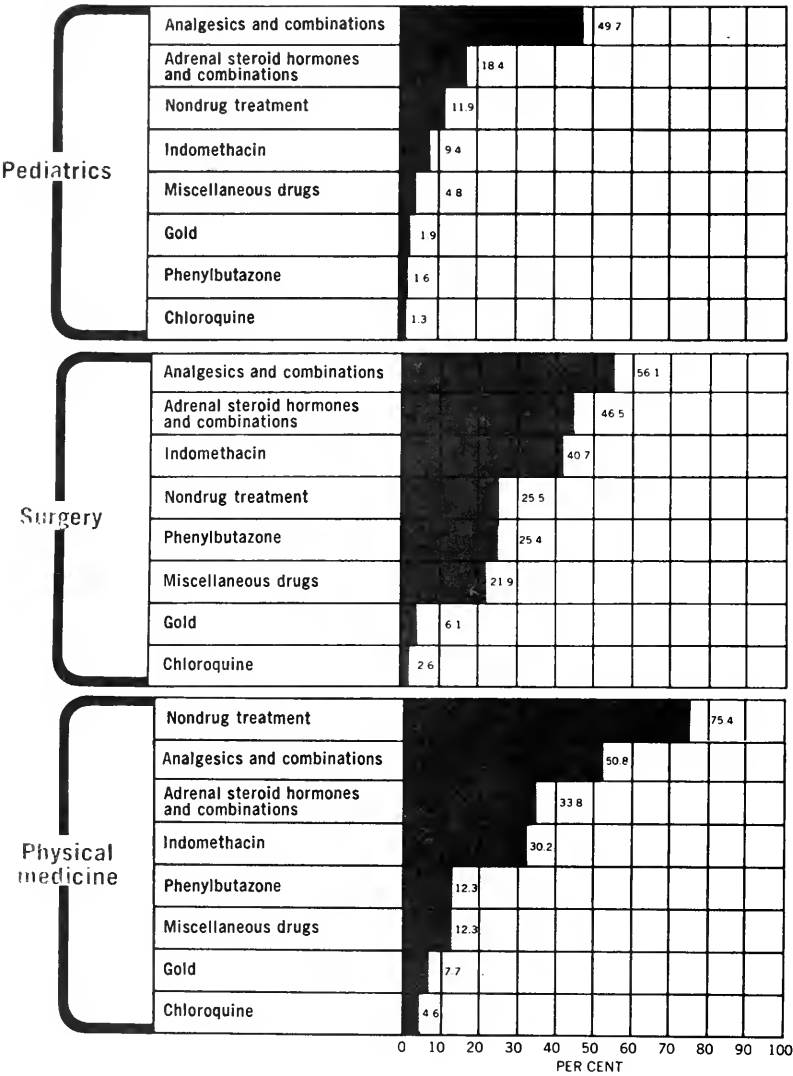 Pediatrics
Analgesics and combinations 49.7
Adrenal steroid hormones
and combinations 18.4
Nondrug treatment 11.9
Indomethacin 9.4
Miscellaneous drugs 4.8
Gold 1.9
Phenylbutazone 1.6
Chloroquine 1.3
Surgery
Analgesics and combinations 56.1
Adrenal steroid hormones
and combinations 46.5
Indomethacin 40.7
Nondrug treatment 25.5
Phenylbutazone 25.4
Miscellaneous drugs 21.9
Gold 6.1
Chloroquine 2.6
Physical
medicine
Nondrug treatment 75.4
Analgesics and combinations 50.8
Adrenal steroid hormones
and combinations 33.8
Indomethacin 30.2
Phenylbutazone 12.3
Miscellaneous drugs 12.3
Gold 7.7
Chloroquine 4.6
0 10 20 30 40 50 60 70 80 90 100
PER CENT